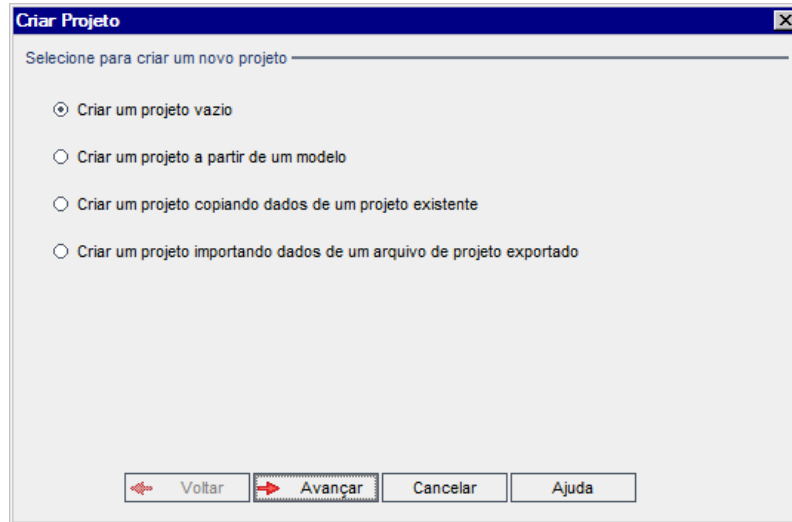 Criar Projeto
Selecione para criar um novo projeto
Criar um projeto vazio
Criar um projeto a partir de um modelo
Criar um projeto copiando dados de um projeto existente
Criar um projeto importando dados de um arquivo de projeto exportado
Voltar Avançar Cancelar Ajuda